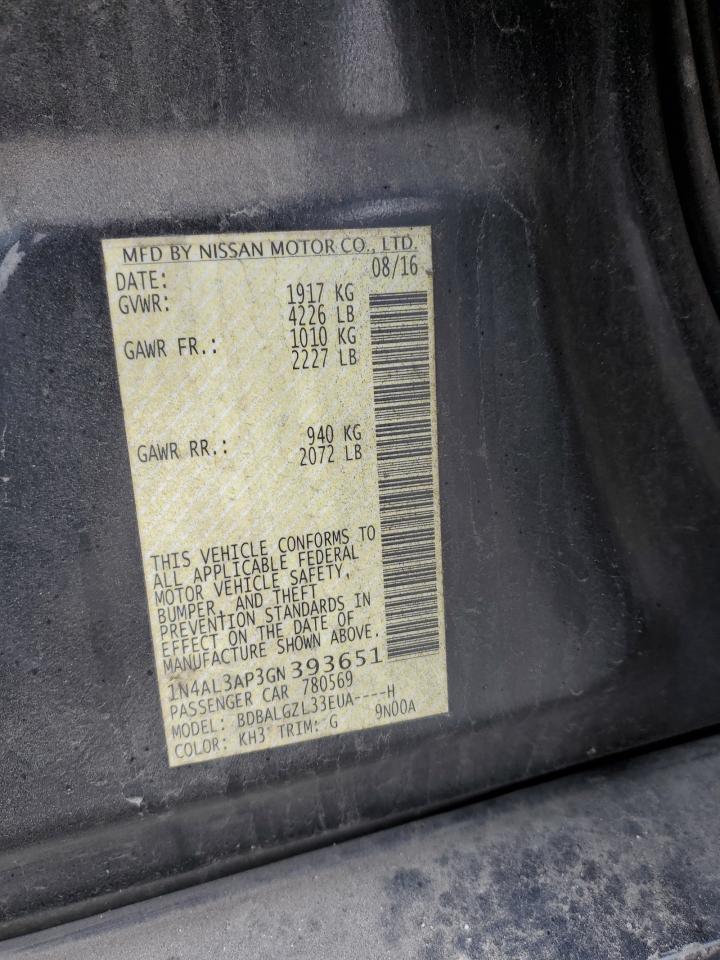 MFD BY NISSAN MOTOR CO., LTD.
DATE: 08/16
GVWR: 1917 KG
4226 LB
GAWR FR.: 1010 KG
2227 LB
GAWR RR.: 940 KG
2072 LB
THIS VEHICLE CONFORMS TO
ALL APPLICABLE FEDERAL
MOTOR VEHICLE SAFETY,
BUMPER, AND THEFT
PREVENTION STANDARDS IN
EFFECT ON THE DATE OF
MANUFACTURE SHOWN ABOVE.
1N4AL3AP3GN393651
PASSENGER CAR 780569
MODEL: BDBALGZL33EUA----H
COLOR: KH3 TRIM: G 9N00A